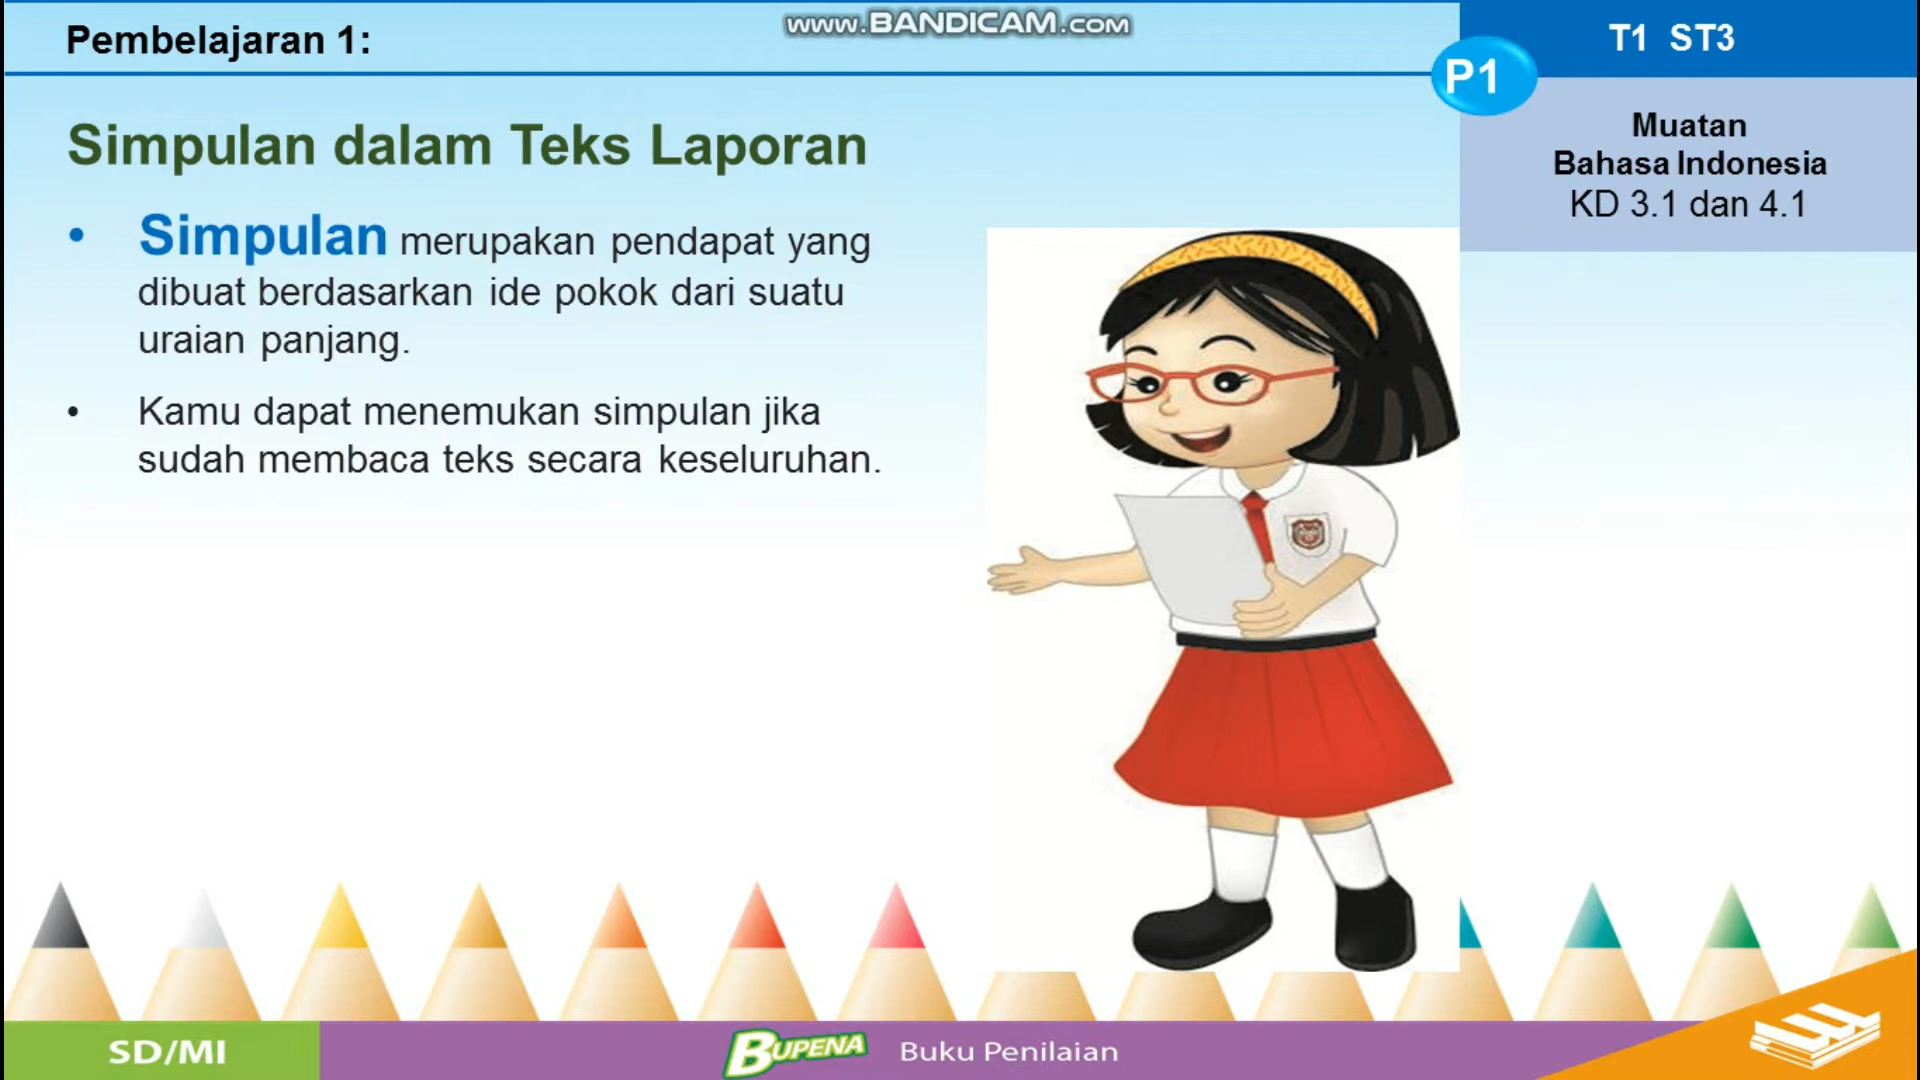 www.BANDICAM.com
Pembelajaran 1:
T1 ST3
P1
Muatan
Bahasa Indonesia
KD 3.1 dan 4.1
Simpulan dalam Teks Laporan
• Simpulan merupakan pendapat yang
dibuat berdasarkan ide pokok dari suatu
uraian panjang.
• Kamu dapat menemukan simpulan jika
sudah membaca teks secara keseluruhan.
SD/MI
BUPENA
Buku Penilaian